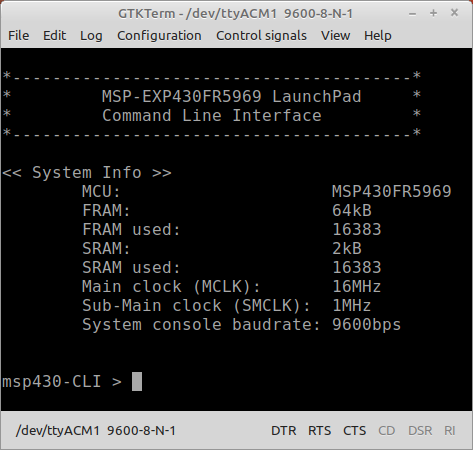 GTKTerm - /dev/ttyACM1 9600-8-N-1
File Edit Log Configuration Control signals View Help
*----------------------------------------*
* MSP-EXP430FR5969 LaunchPad *
* Command Line Interface *
*----------------------------------------*
<< System Info >>
MCU: MSP430FR5969
FRAM: 64kB
FRAM used: 16383
SRAM: 2kB
SRAM used: 16383
Main clock (MCLK): 16MHz
Sub-Main clock (SMCLK): 1MHz
System console baudrate: 9600bps
msp430-CLI >
/dev/ttyACM1 9600-8-N-1 DTR RTS CTS CD DSR RI